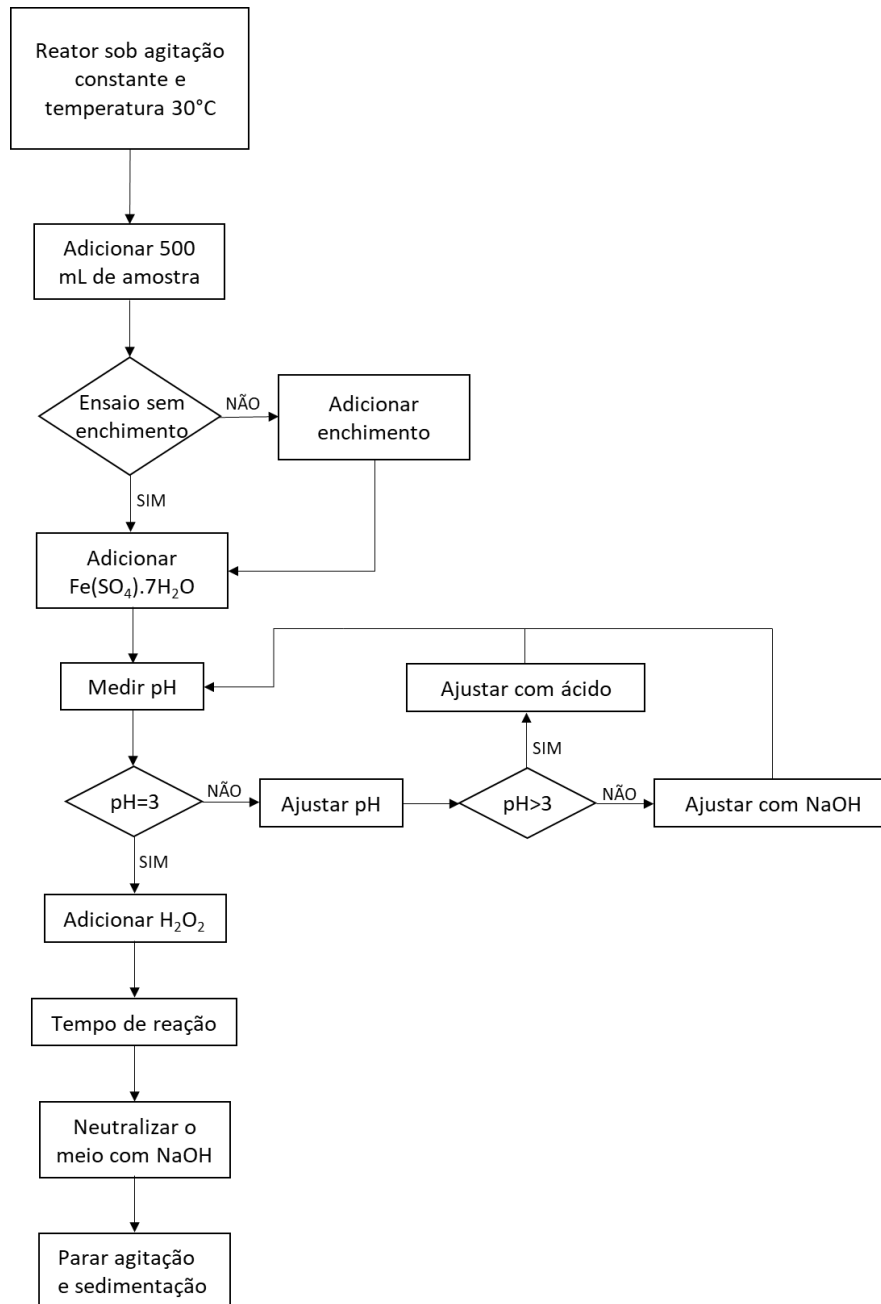 Reator sob agitação
constante e
temperatura 30°C
Adicionar 500
mL de amostra
Ensaio sem
enchimento
NÃO
Adicionar
enchimento
SIM
Adicionar
Fe(SO₄).7H₂O
Medir pH
Ajustar com ácido
SIM
pH=3
NÃO
Ajustar pH
pH>3
NÃO
Ajustar com NaOH
SIM
Adicionar H₂O₂
Tempo de reação
Neutralizar o
meio com NaOH
Parar agitação
e sedimentação